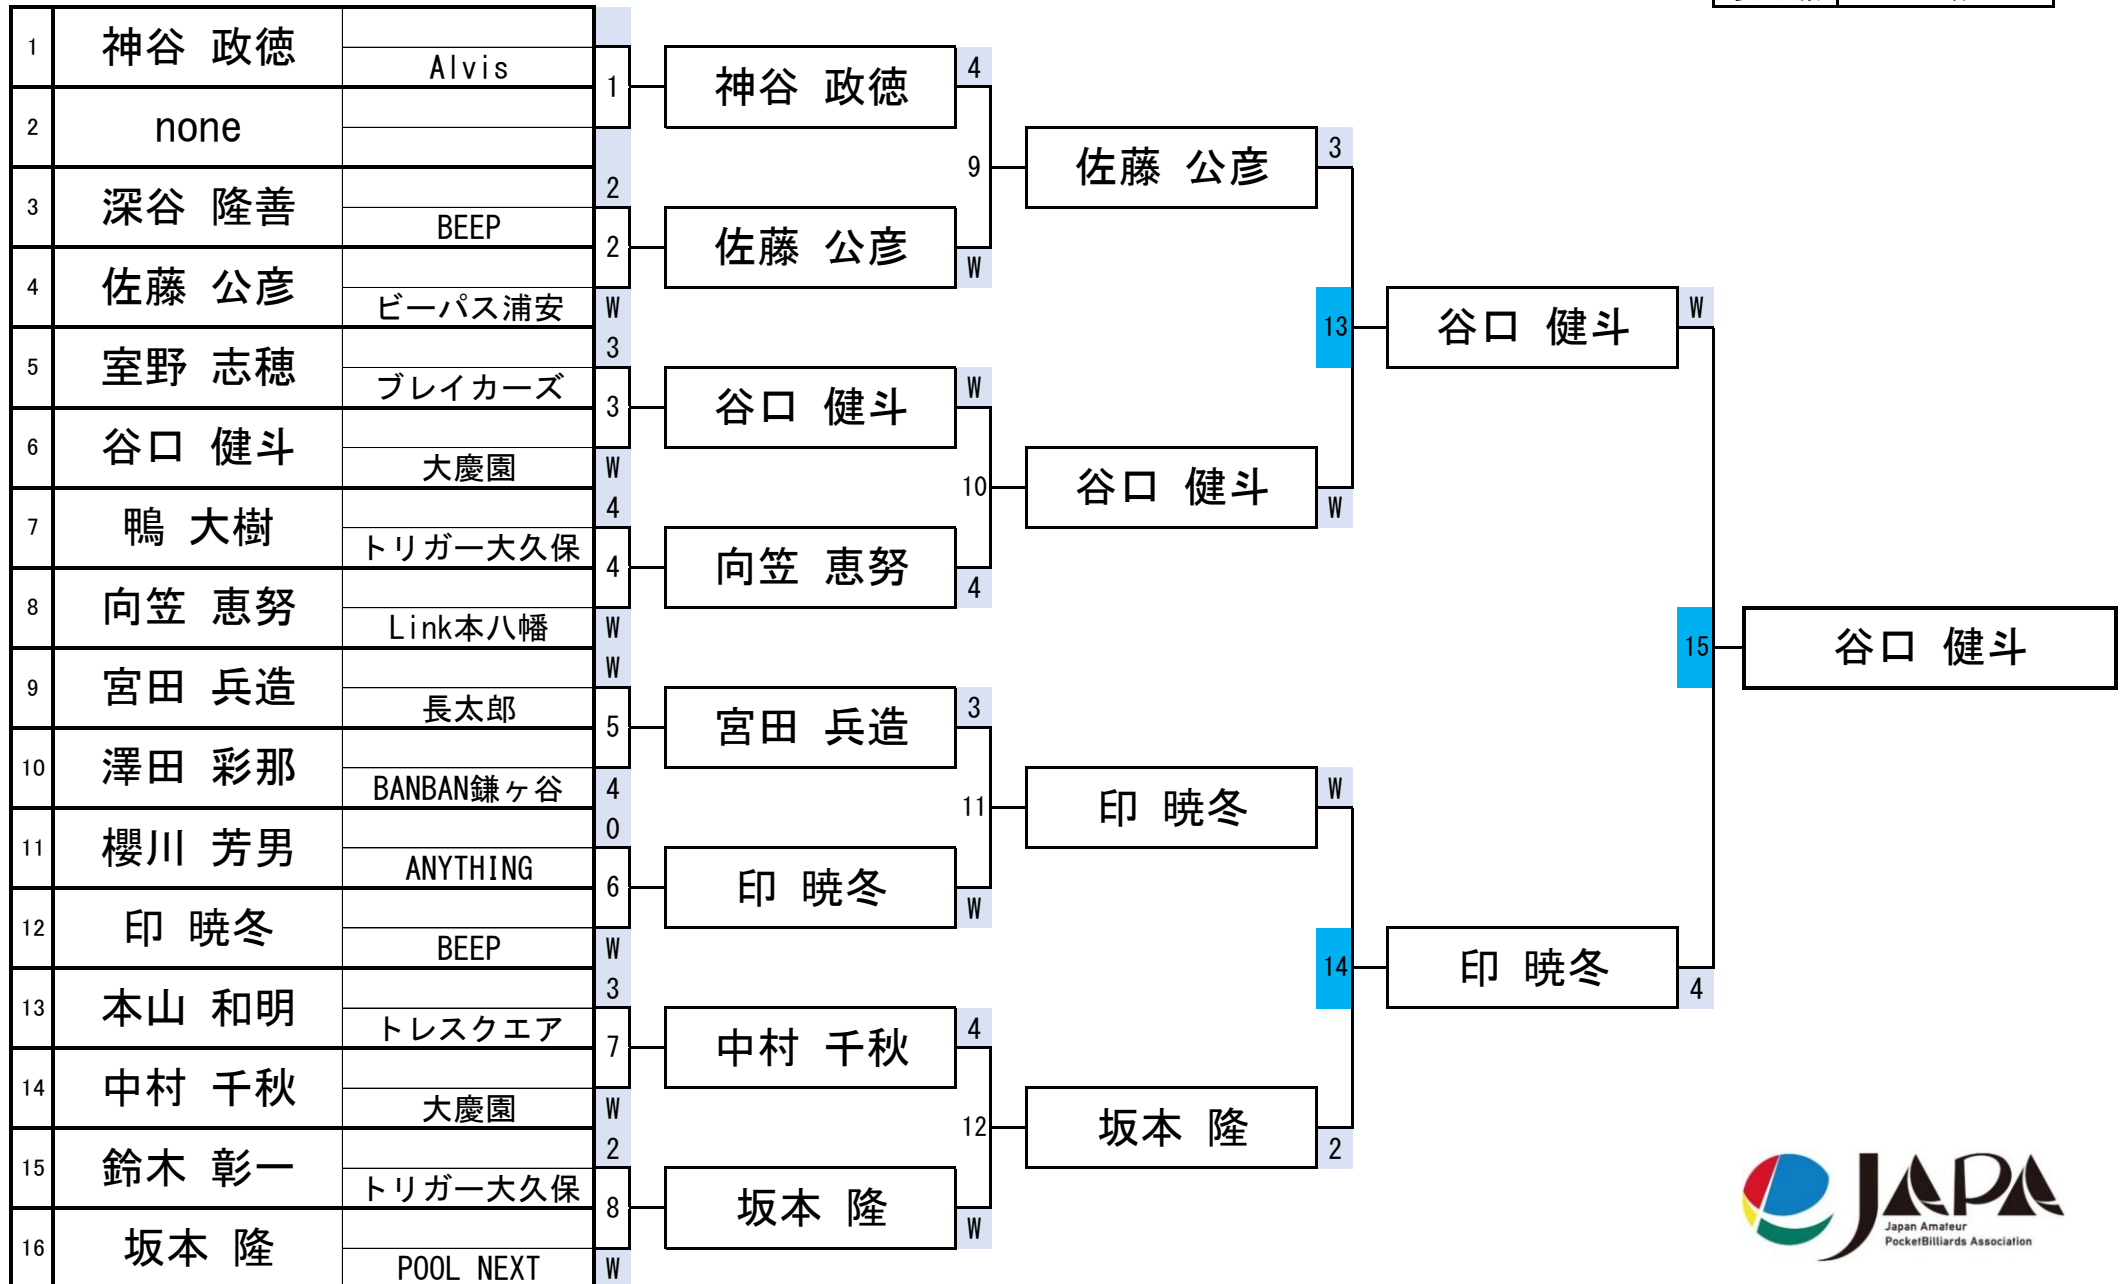 1 神谷 政徳 Alvis
2 none
3 深谷 隆善 BEEP 2
4 佐藤 公彦 ビーパス浦安 W
5 室野 志穂 ブレイカーズ 3
6 谷口 健斗 大慶園 W
7 鴨 大樹 トリガー大久保 4
8 向笠 恵努 Link本八幡 W
9 宮田 兵造 長太郎 W
10 澤田 彩那 BANBAN鎌ヶ谷 4
11 櫻川 芳男 ANYTHING 0
12 印 暁冬 BEEP W
13 本山 和明 トレスクエア 3
14 中村 千秋 大慶園 W
15 鈴木 彰一 トリガー大久保 2
16 坂本 隆 POOL NEXT W
1 神谷 政徳 4
2 佐藤 公彦 W
3 谷口 健斗 W
4 向笠 恵努 4
5 宮田 兵造 3
6 印 暁冬 W
7 中村 千秋 4
8 坂本 隆 W
9 佐藤 公彦 3
10 谷口 健斗 W
11 印 暁冬 W
12 坂本 隆 2
13 谷口 健斗 W
14 印 暁冬 4
15 谷口 健斗
JAPA
Japan Amateur
PocketBilliards Association